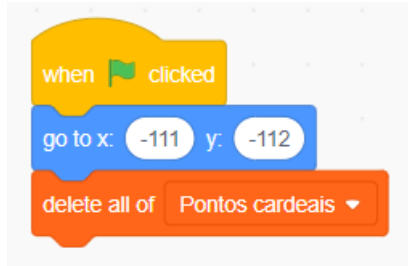 when clicked
go to x: -111 y: -112
delete all of Pontos cardeais